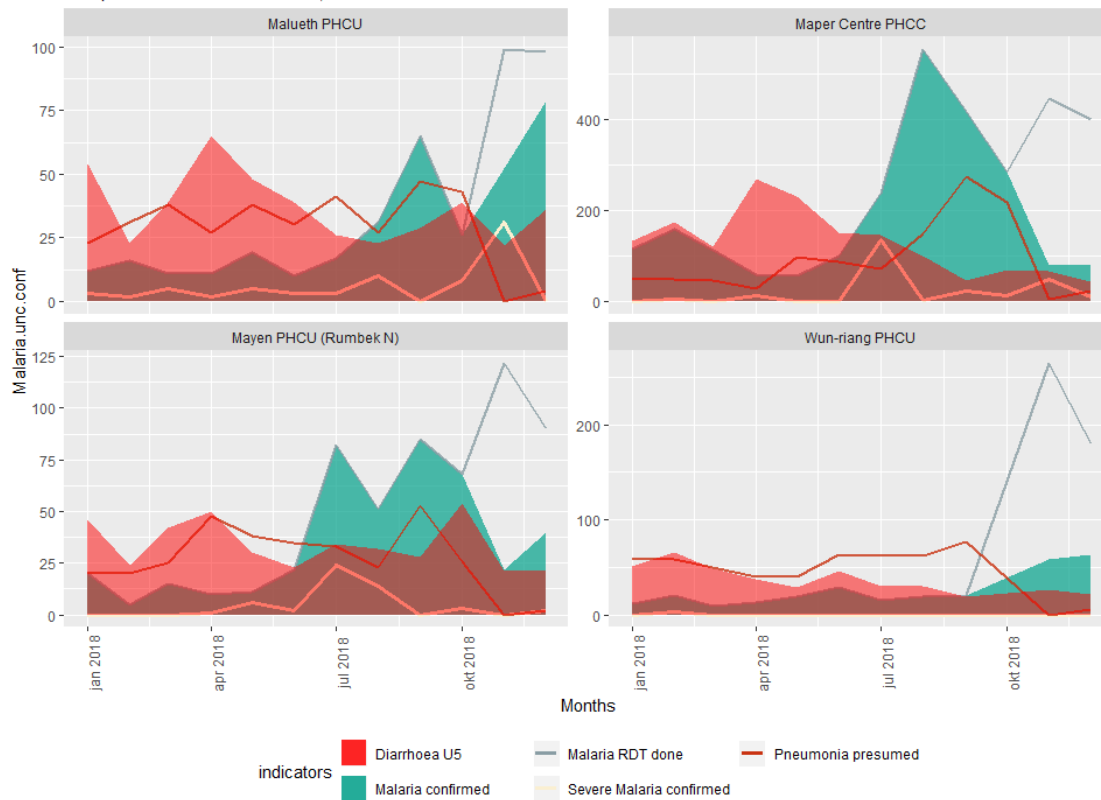 Malueth PHCU
Maper Centre PHCC
100
75
50
25
0
400
200
0
Mayen PHCU (Rumbek N)
Wun-riang PHCU
125
100
75
50
25
0
200
100
0
Malaria.unc.conf
jan 2018
apr 2018
jul 2018
okt 2018
jan 2018
apr 2018
jul 2018
okt 2018
Months
indicators
Diarrhoea U5
Malaria confirmed
Malaria RDT done
Severe Malaria confirmed
Pneumonia presumed